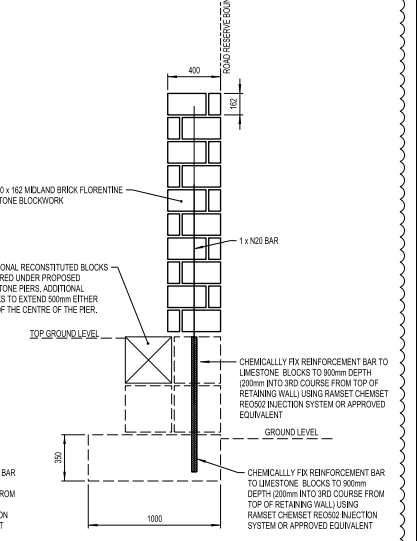 ROAD RESERVE BOUN
400
162
0 x 162 MIDLAND BRICK FLORENTINE
TONE BLOCKWORK
1 x N20 BAR
ONAL RECONSTITUTED BLOCKS
RED UNDER PROPOSED
TONE PIERS. ADDITIONAL
KS TO EXTEND 500mm EITHER
OF THE CENTRE OF THE PIER.
TOP GROUND LEVEL
CHEMICALLLY FIX REINFORCEMENT BAR TO
LIMESTONE BLOCKS TO 900mm DEPTH
(200mm INTO 3RD COURSE FROM TOP OF
RETAINING WALL) USING RAMSET CHEMSET
REO502 INJECTION SYSTEM OR APPROVED
EQUIVALENT
GROUND LEVEL
350
BAR
ROM
ON
T
CHEMICALLLY FIX REINFORCEMENT BAR
TO LIMESTONE BLOCKS TO 900mm
DEPTH (200mm INTO 3RD COURSE FROM
TOP OF RETAINING WALL) USING
RAMSET CHEMSET REO502 INJECTION
SYSTEM OR APPROVED EQUIVALENT
1000